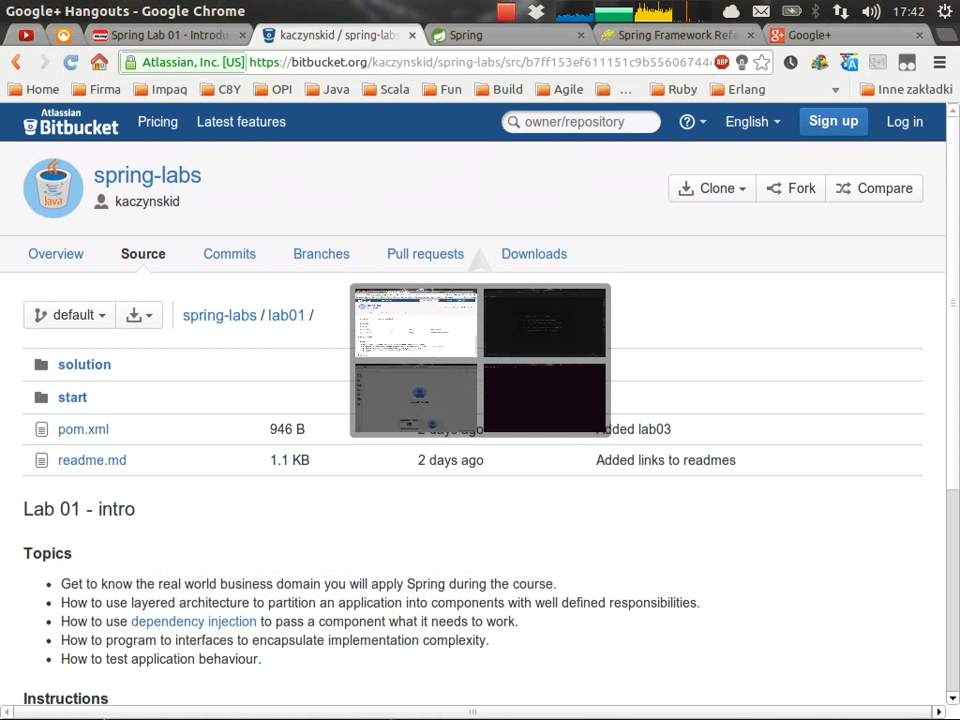 Google+ Hangouts - Google Chrome
17:42
Spring Lab 01 - Introdu
kaczynskid / spring-labs
Spring
Spring Framework Refe
Google+
Atlassian, Inc. [US]
https://bitbucket.org/kaczynskid/spring-labs/src/b7ff153ef611151c9b55606744
ABP
Home
Firma
Impaq
C8Y
OPI
Java
Scala
Fun
Build
Agile
...
Ruby
Erlang
Inne zakładki
Atlassian
Bitbucket
Pricing
Latest features
owner/repository
English
Sign up
Log in
Java
spring-labs
kaczynskid
Clone
Fork
Compare
Overview
Source
Commits
Branches
Pull requests
Downloads
default
spring-labs / lab01 /
solution
start
pom.xml 946 B 2 days ago Added lab03
readme.md 1.1 KB 2 days ago Added links to readmes
Lab 01 - intro
Topics
• Get to know the real world business domain you will apply Spring during the course.
• How to use layered architecture to partition an application into components with well defined responsibilities.
• How to use dependency injection to pass a component what it needs to work.
• How to program to interfaces to encapsulate implementation complexity.
• How to test application behaviour.
Instructions